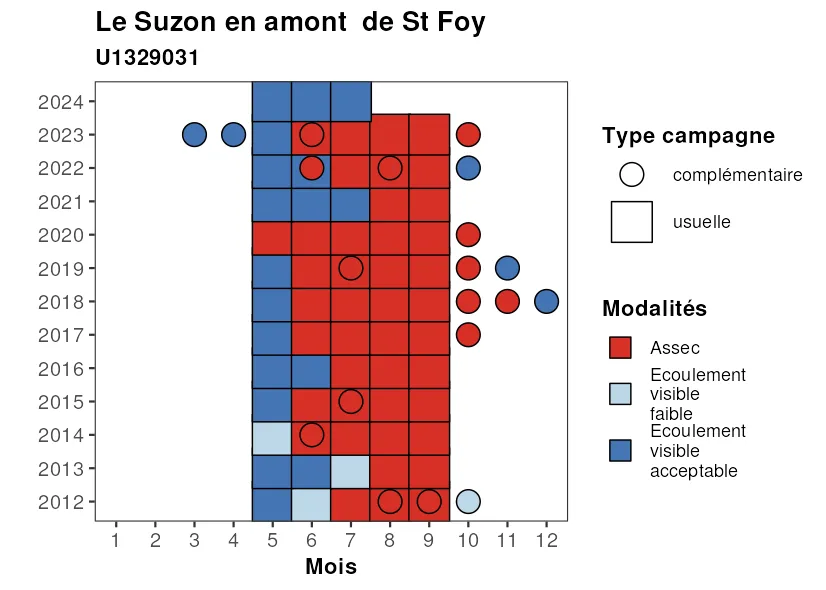 Le Suzon en amont  de St Foy
U1329031
2024
2023
2022
2021
2020
2019
2018
2017
2016
2015
2014
2013
2012
1 2 3 4 5 6 7 8 9 10 11 12
Mois
Type campagne
complémentaire
usuelle
Modalités
Assec
Ecoulement
visible
faible
Ecoulement
visible
acceptable